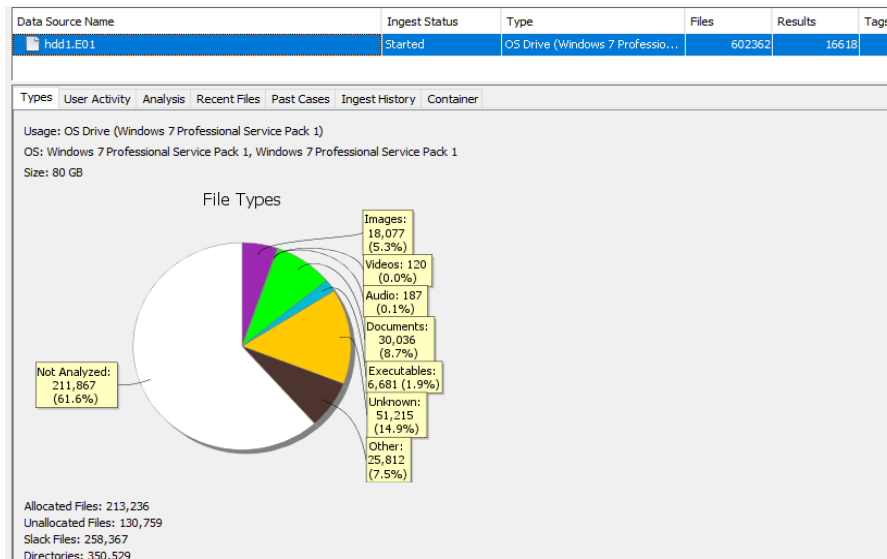 Data Source Name Ingest Status Type Files Results Tags
hdd1.E01 Started OS Drive (Windows 7 Professio... 602362 16618
Types User Activity Analysis Recent Files Past Cases Ingest History Container
Usage: OS Drive (Windows 7 Professional Service Pack 1)
OS: Windows 7 Professional Service Pack 1, Windows 7 Professional Service Pack 1
Size: 80 GB
File Types
Images:
18,077
(5.3%)
Videos: 120
(0.0%)
Audio: 187
(0.1%)
Documents:
30,036
(8.7%)
Executables:
6,681 (1.9%)
Unknown:
51,215
(14.9%)
Other:
25,812
(7.5%)
Not Analyzed:
211,867
(61.6%)
Allocated Files: 213,236
Unallocated Files: 130,759
Slack Files: 258,367
Directories: 350,529